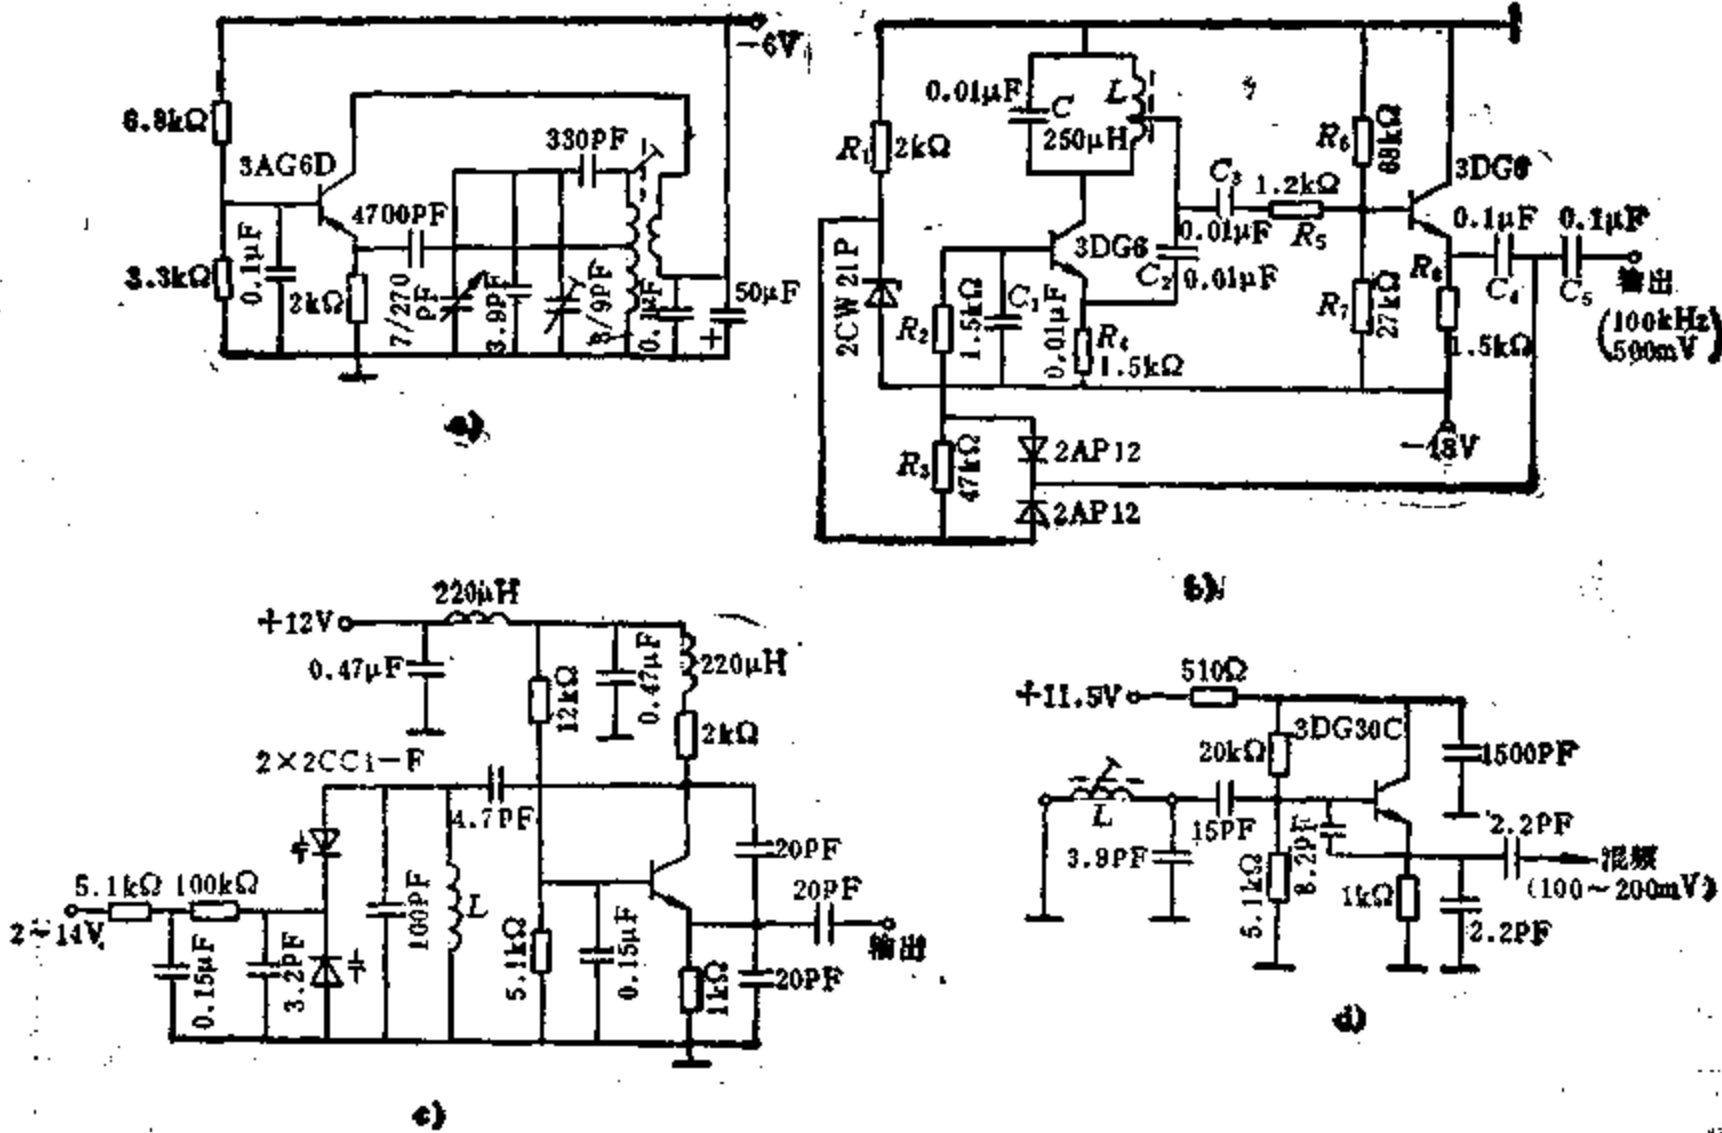 −6V
6.8kΩ
3AG6D
330PF
4700PF
0.1μF
3.3kΩ
2kΩ
7/270
PF
3.9PF
8/9PF
0.1μF
50μF
+
a)
0.01μF
C
L
250μH
R₁
2kΩ
R₆
68kΩ
3DG6
C₃
1.2kΩ
0.01μF
R₅
0.1μF
0.1μF
3DG6
C₂
0.01μF
2CW21P
R₂
1.5kΩ
C₁
0.01μF
R₄
1.5kΩ
R₇
27kΩ
R₈
1.5kΩ
C₄
C₅
输出
(100kHz
500mV)
−18V
R₃
47kΩ
2AP12
2AP12
b)
220μH
+12V
0.47μF
12kΩ
0.47μF
220μH
2kΩ
2×2CC1−F
4.7PF
20PF
5.1kΩ
100kΩ
20PF
2~14V
0.15μF
3.2PF
100PF
L
5.1kΩ
0.15μF
1kΩ
20PF
输出
c)
510Ω
+11.5V
3DG30C
20kΩ
1500PF
L
15PF
8.2PF
2.2PF
3.9PF
混频
(100~200mV)
5.1kΩ
1kΩ
2.2PF
d)